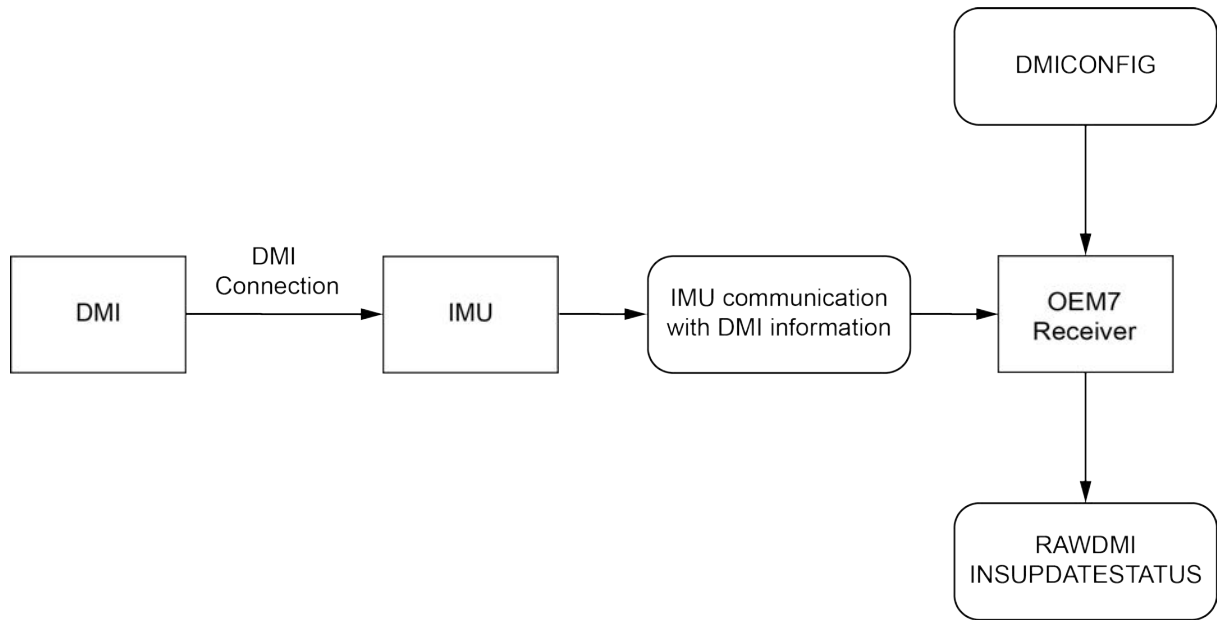 DMICONFIG
DMI
Connection
DMI
IMU
IMU communication
with DMI information
OEM7
Receiver
RAWDMI
INSUPDATESTATUS